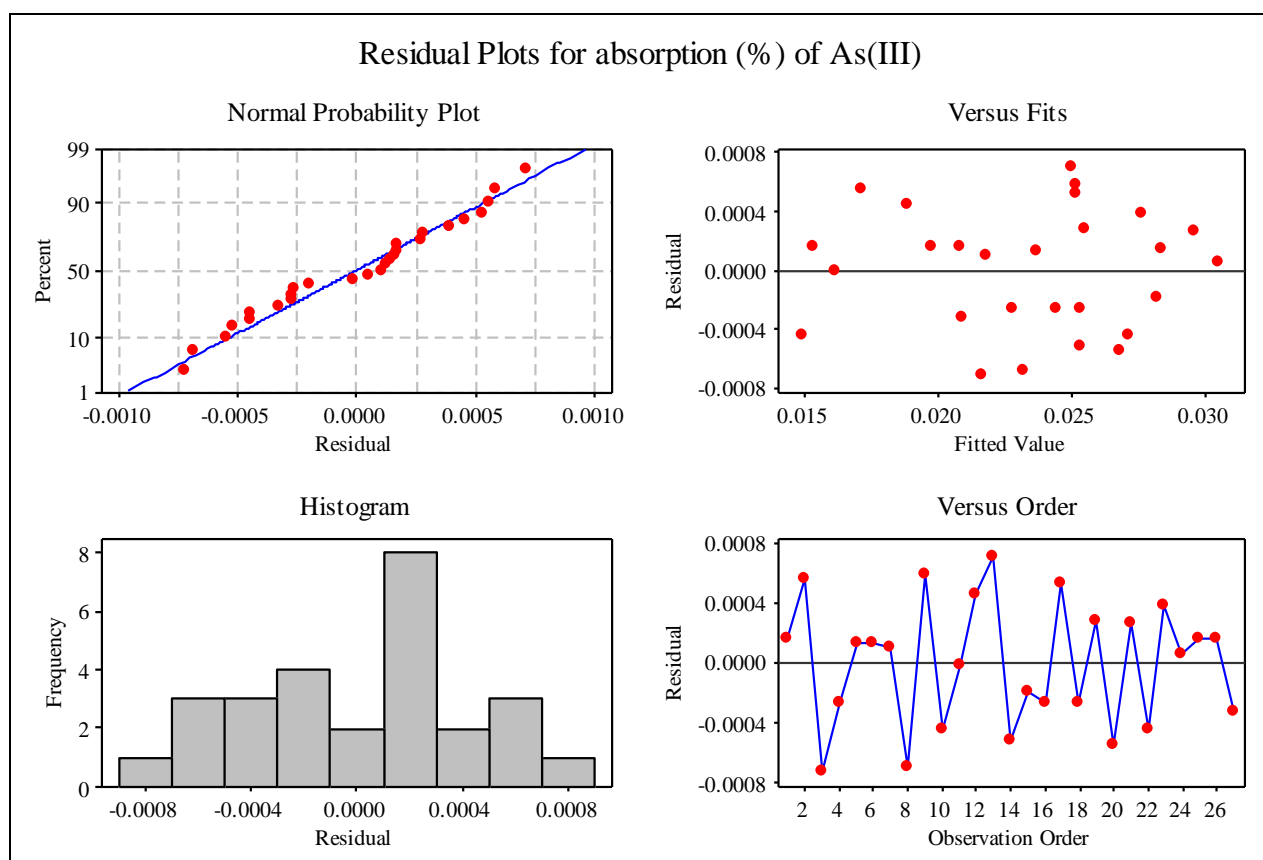 Residual Plots for absorption (%) of As(III)
Normal Probability Plot
Percent
99
90
50
10
1
-0.0010 -0.0005 0.0000 0.0005 0.0010
Residual
Versus Fits
Residual
0.0008
0.0004
0.0000
-0.0004
-0.0008
0.015 0.020 0.025 0.030
Fitted Value
Histogram
Frequency
8
6
4
2
0
-0.0008 -0.0004 0.0000 0.0004 0.0008
Residual
Versus Order
Residual
0.0008
0.0004
0.0000
-0.0004
-0.0008
2 4 6 8 10 12 14 16 18 20 22 24 26
Observation Order